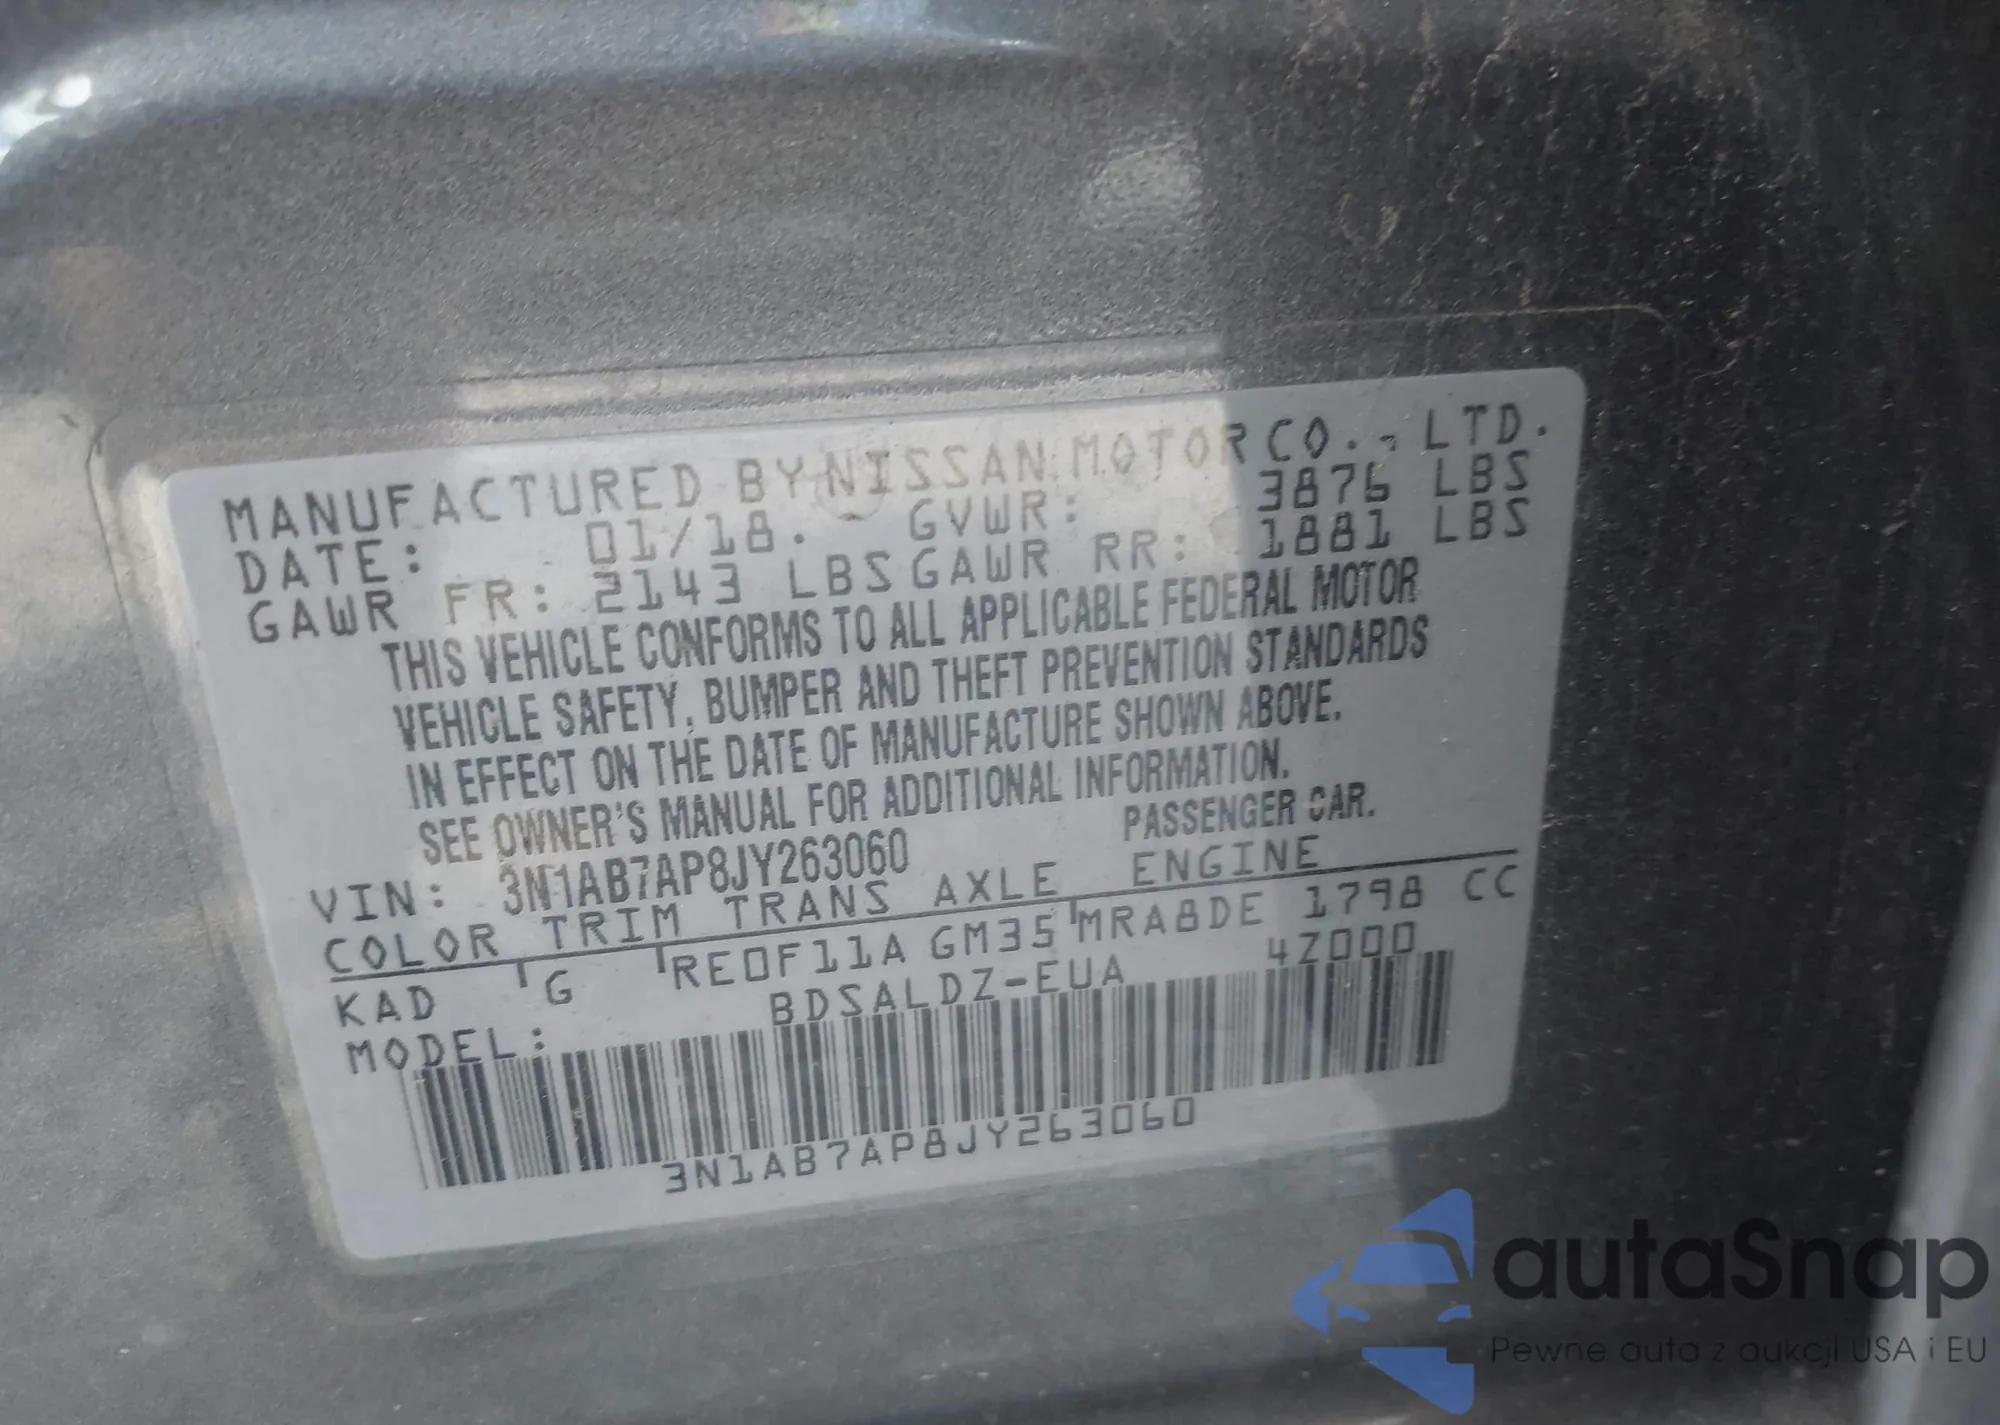 MANUFACTURED BY NISSAN MOTOR CO., LTD.
DATE: 01/18. GVWR: 3876 LBS
GAWR FR: 2143 LBS GAWR RR: 1881 LBS
THIS VEHICLE CONFORMS TO ALL APPLICABLE FEDERAL MOTOR
VEHICLE SAFETY, BUMPER AND THEFT PREVENTION STANDARDS
IN EFFECT ON THE DATE OF MANUFACTURE SHOWN ABOVE.
SEE OWNER'S MANUAL FOR ADDITIONAL INFORMATION.
VIN: 3N1AB7AP8JY263060 PASSENGER CAR.
COLOR TRIM TRANS AXLE ENGINE
KAD G RE0F11A GM35 MRA8DE 1798 CC
MODEL: BDSALDZ-EUA 4Z000
3N1AB7AP8JY263060
autaSnap
Pewne auta z aukcji USA i EU